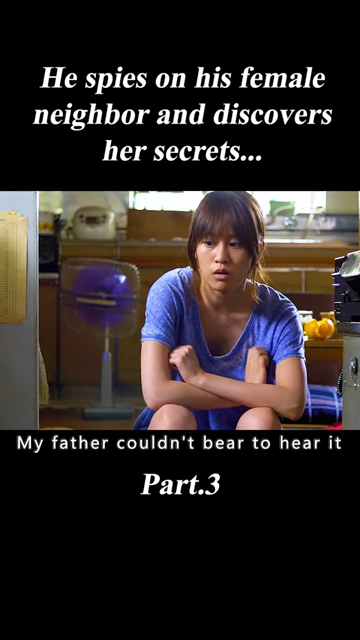 He spies on his female
neighbor and discovers
her secrets...
My father couldn't bear to hear it
Part.3